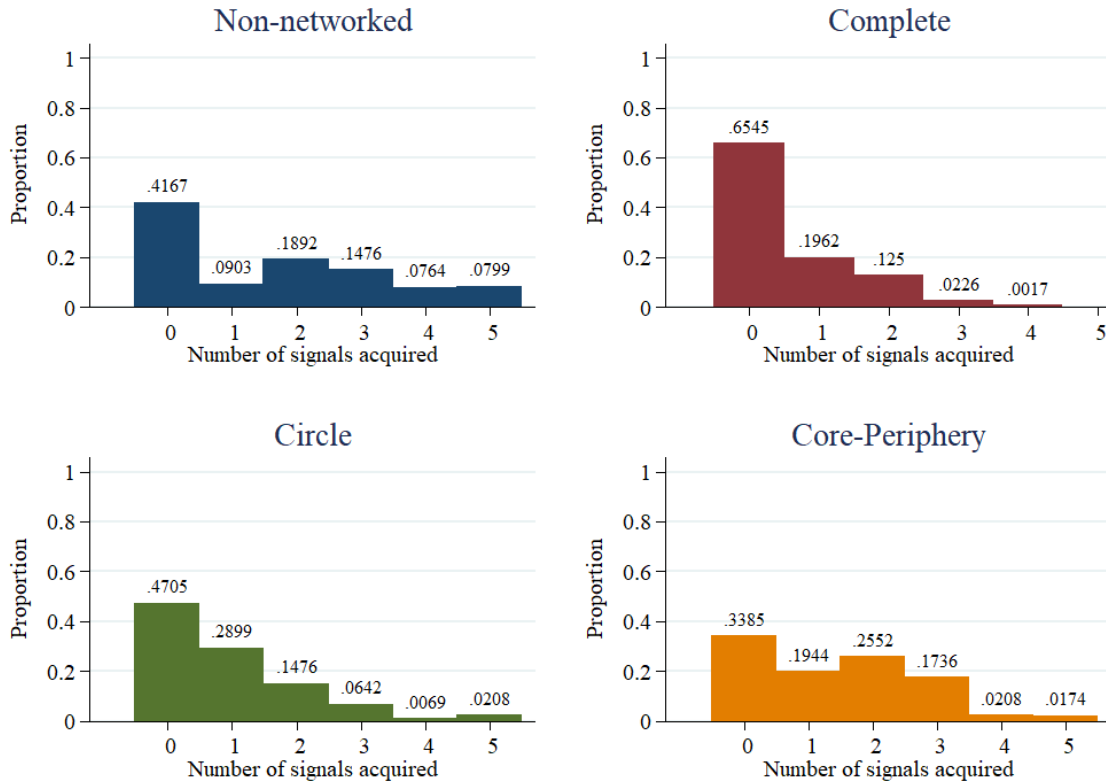 Non-networked
Proportion
1
0.8
0.6
0.4
0.2
0
.4167
.0903
.1892
.1476
.0764
.0799
0 1 2 3 4 5
Number of signals acquired
Complete
Proportion
1
0.8
0.6
0.4
0.2
0
.6545
.1962
.125
.0226
.0017
0 1 2 3 4 5
Number of signals acquired
Circle
Proportion
1
0.8
0.6
0.4
0.2
0
.4705
.2899
.1476
.0642
.0069
.0208
0 1 2 3 4 5
Number of signals acquired
Core-Periphery
Proportion
1
0.8
0.6
0.4
0.2
0
.3385
.1944
.2552
.1736
.0208
.0174
0 1 2 3 4 5
Number of signals acquired